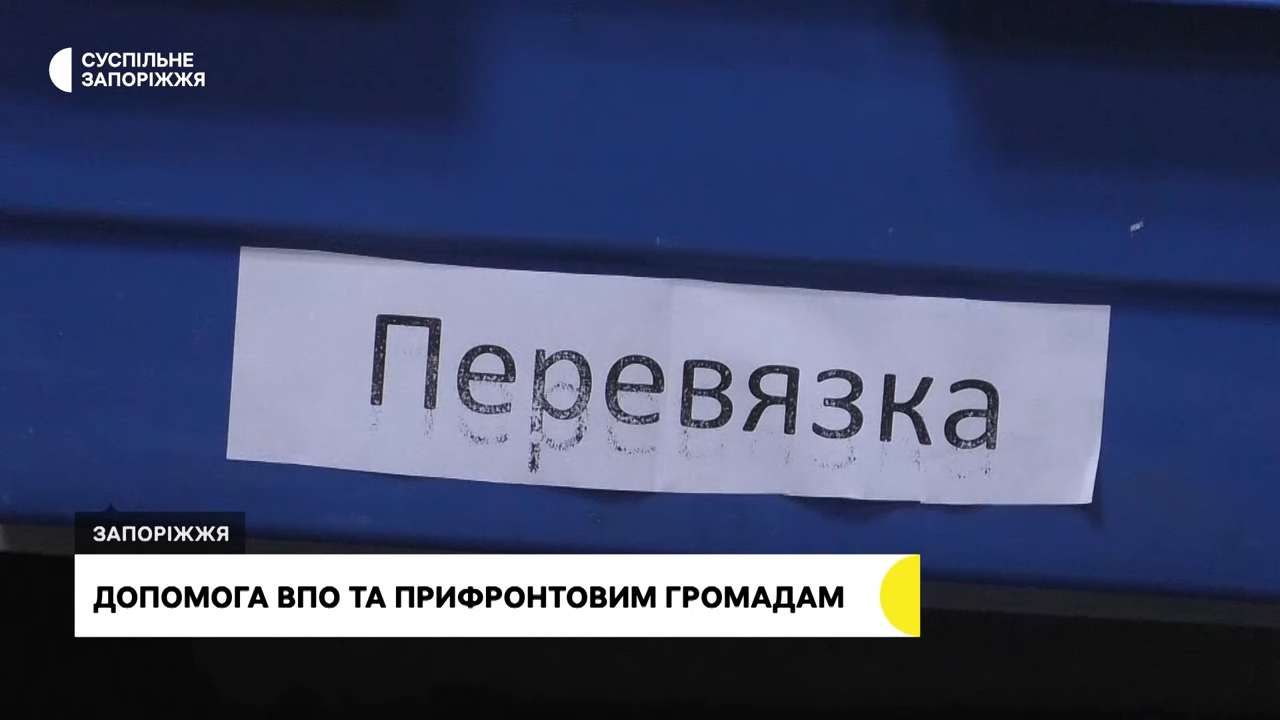 СУСПІЛЬНЕ
ЗАПОРІЖЖЯ
Перевязка
ЗАПОРІЖЖЯ
ДОПОМОГА ВПО ТА ПРИФРОНТОВИМ ГРОМАДАМ